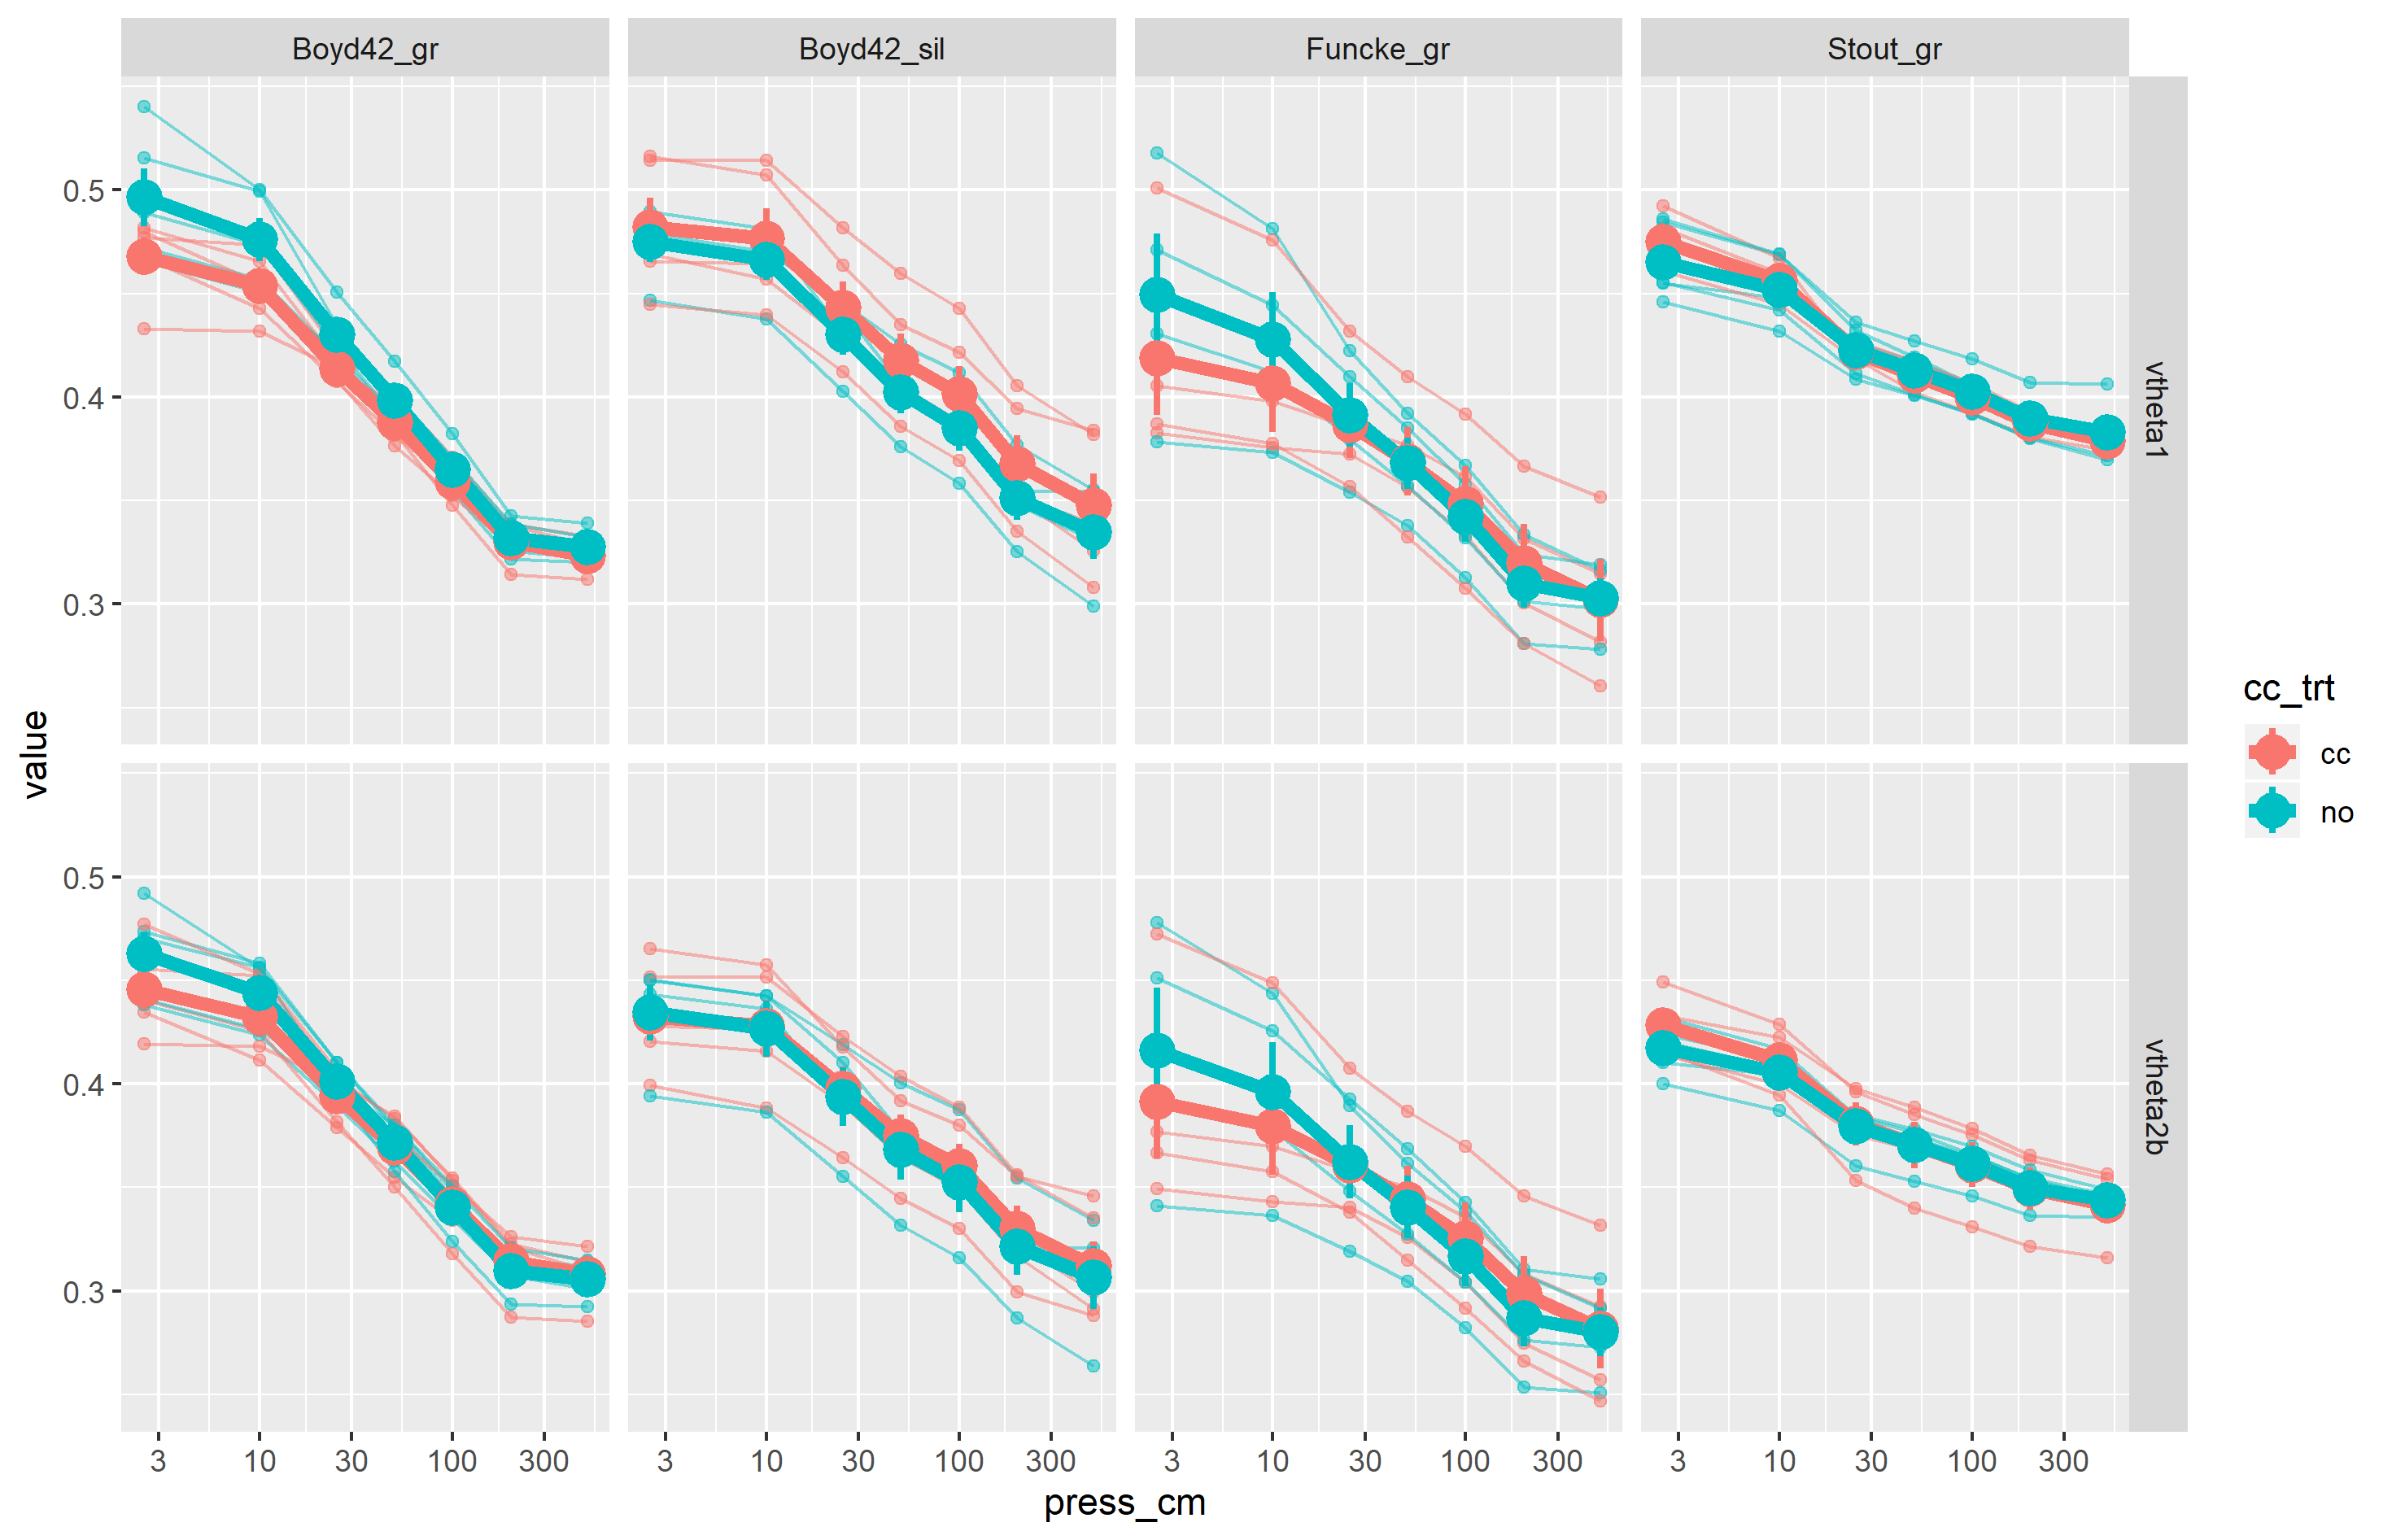 Boyd42_gr Boyd42_sil Funcke_gr Stout_gr
0.5
0.4
0.3
vtheta1
value
0.5
0.4
0.3
vtheta2b
3 10 30 100 300 3 10 30 100 300 3 10 30 100 300 3 10 30 100 300
press_cm
cc_trt
cc
no